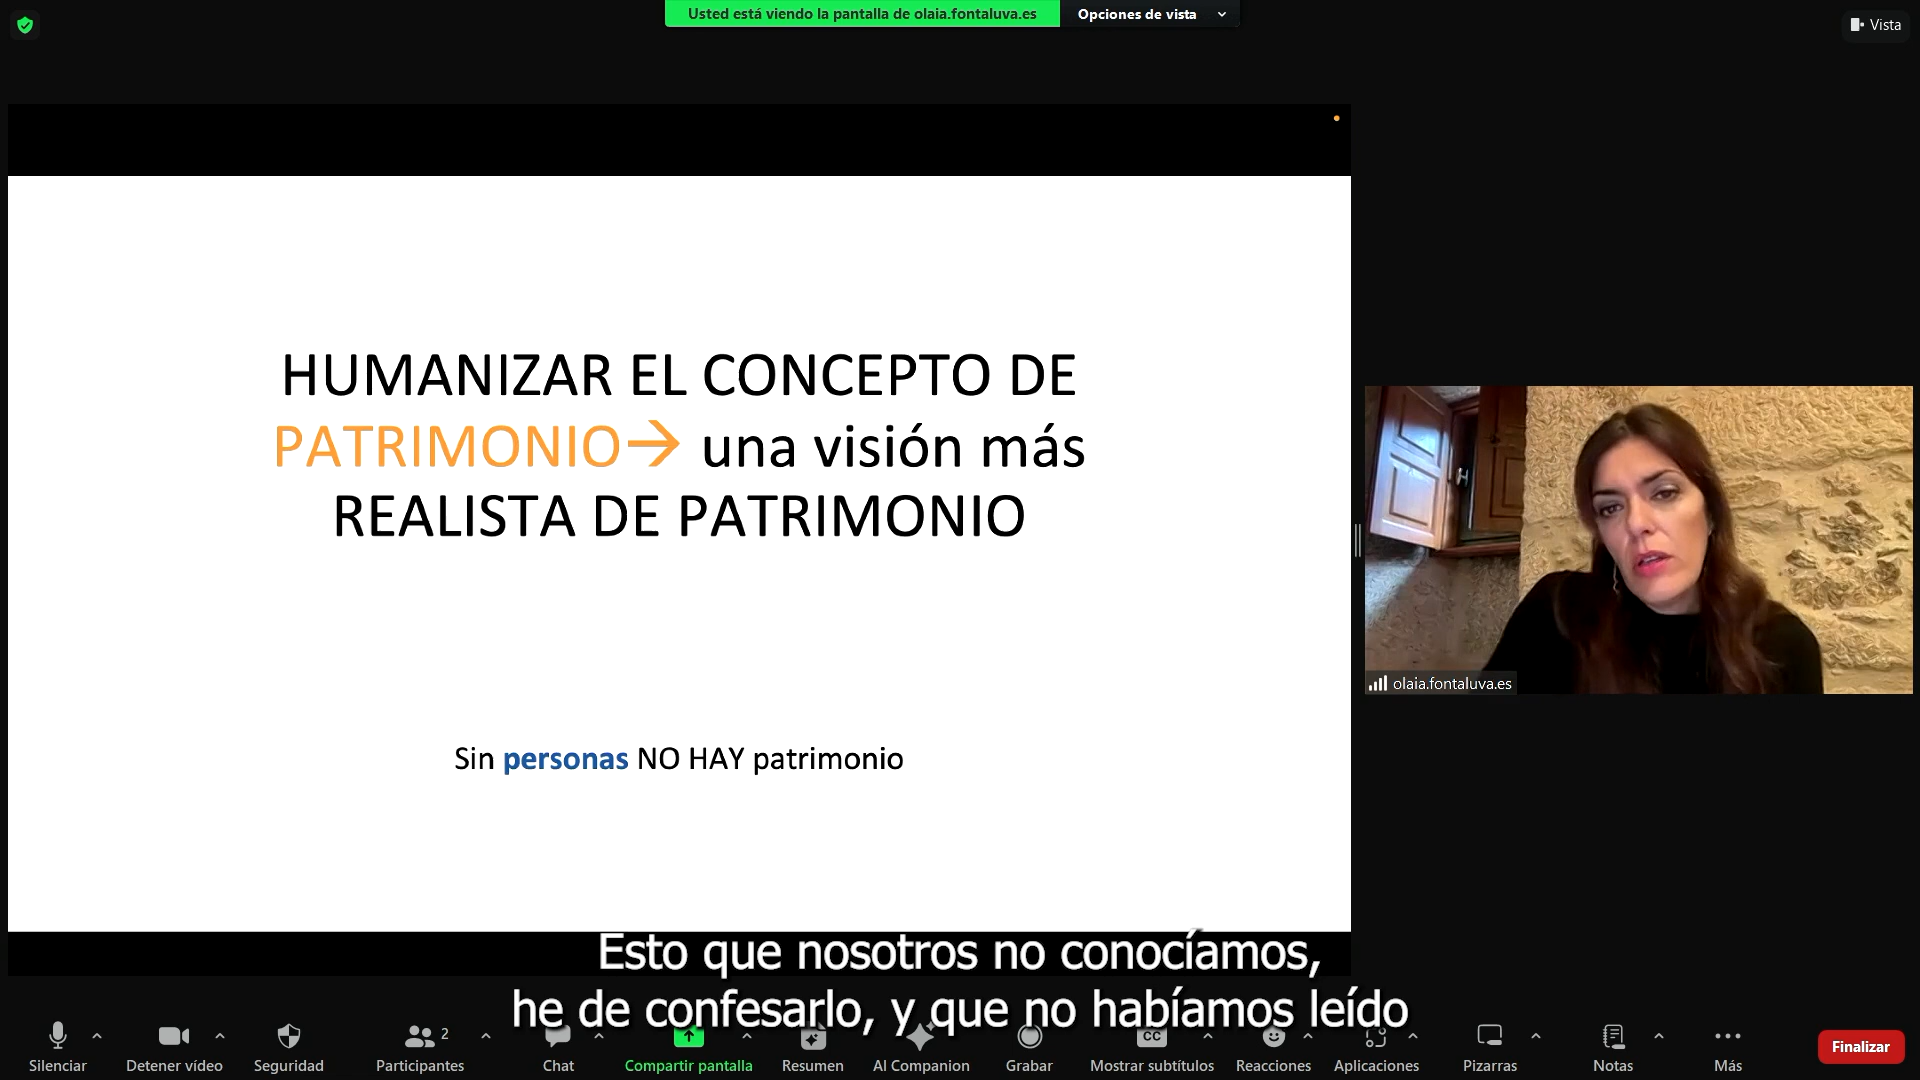 Usted está viendo la pantalla de olaia.fontaluva.es
Opciones de vista
Vista
HUMANIZAR EL CONCEPTO DE
PATRIMONIO→ una visión más
REALISTA DE PATRIMONIO
Sin personas NO HAY patrimonio
olaia.fontaluva.es
Esto que nosotros no conocíamos,
he de confesarlo, y que no habíamos leído
2
CC
Silenciar
Detener vídeo
Seguridad
Participantes
Chat
Compartir pantalla
Resumen
AI Companion
Grabar
Mostrar subtítulos
Reacciones
Aplicaciones
Pizarras
Notas
Más
Finalizar